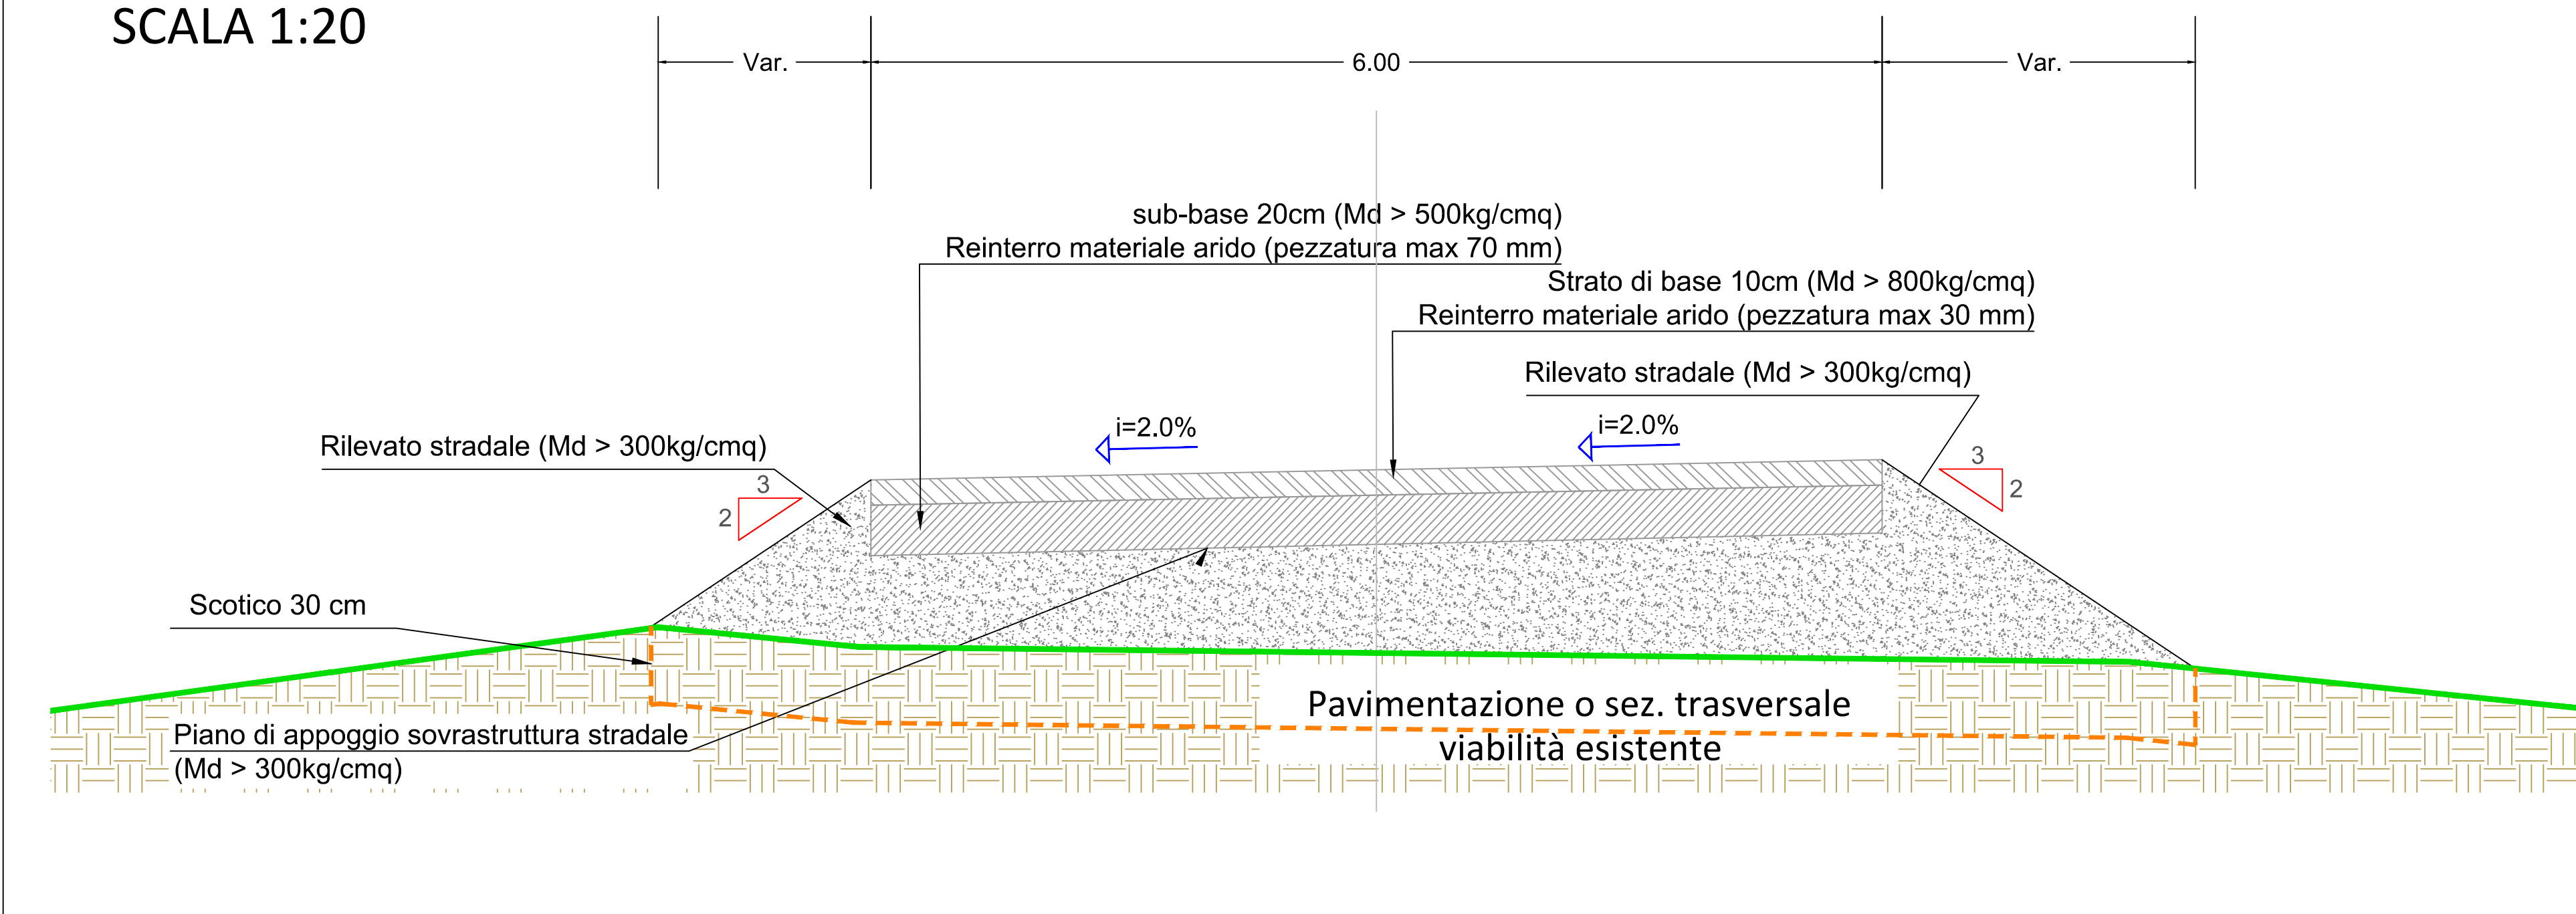 SCALA 1:20
Var.
6.00
Var.
sub-base 20cm (Md > 500kg/cmq)
Reinterro materiale arido (pezzatura max 70 mm)
Strato di base 10cm (Md > 800kg/cmq)
Reinterro materiale arido (pezzatura max 30 mm)
Rilevato stradale (Md > 300kg/cmq)
i=2.0%
i=2.0%
Rilevato stradale (Md > 300kg/cmq)
3
2
3
2
Scotico 30 cm
Pavimentazione o sez. trasversale
viabilità esistente
Piano di appoggio sovrastruttura stradale
(Md > 300kg/cmq)